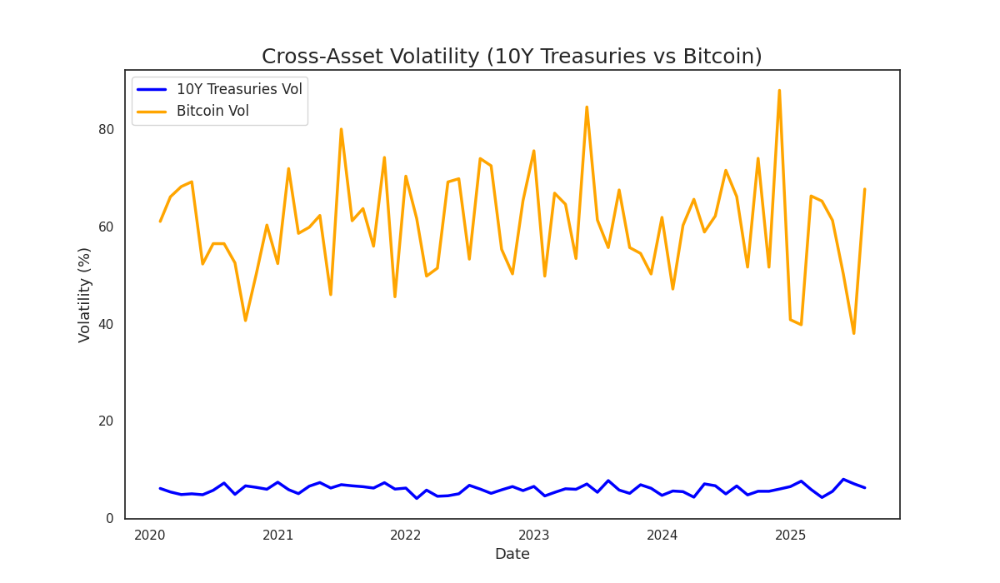 Cross-Asset Volatility (10Y Treasuries vs Bitcoin)
10Y Treasuries Vol
Bitcoin Vol
Volatility (%)
80
60
40
20
0
2020 2021 2022 2023 2024 2025
Date